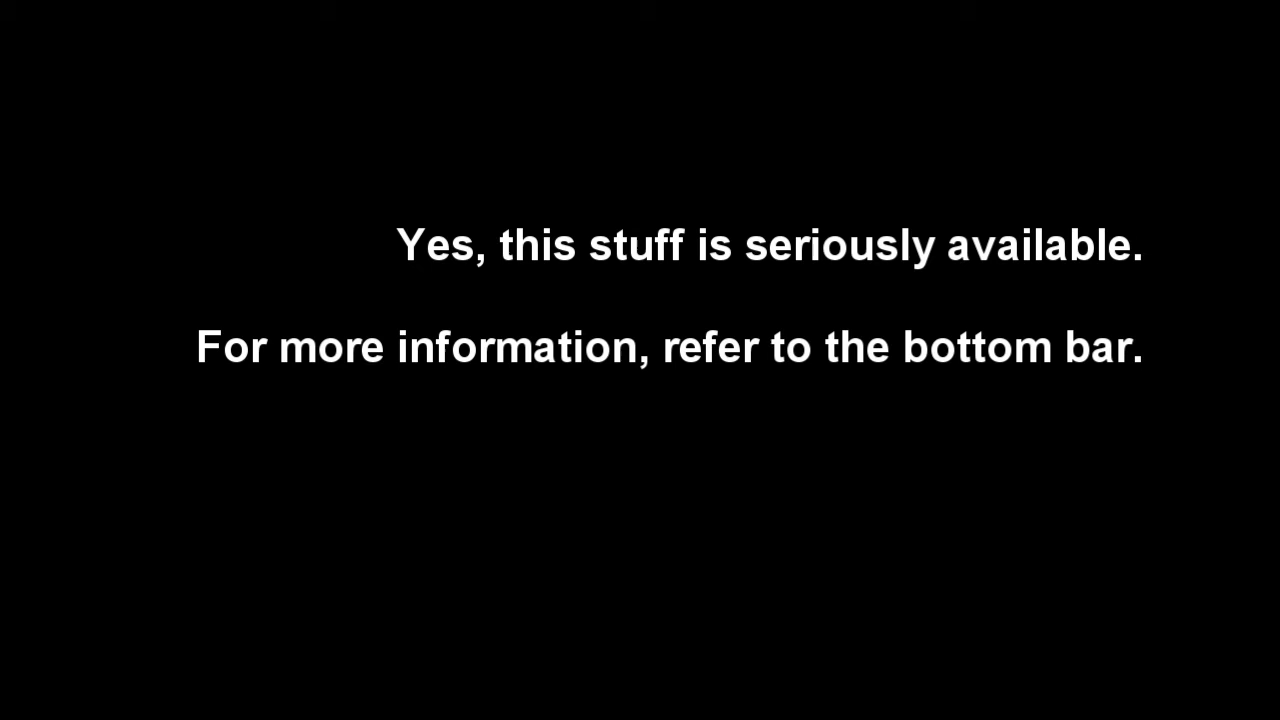 Yes, this stuff is seriously available.
For more information, refer to the bottom bar.